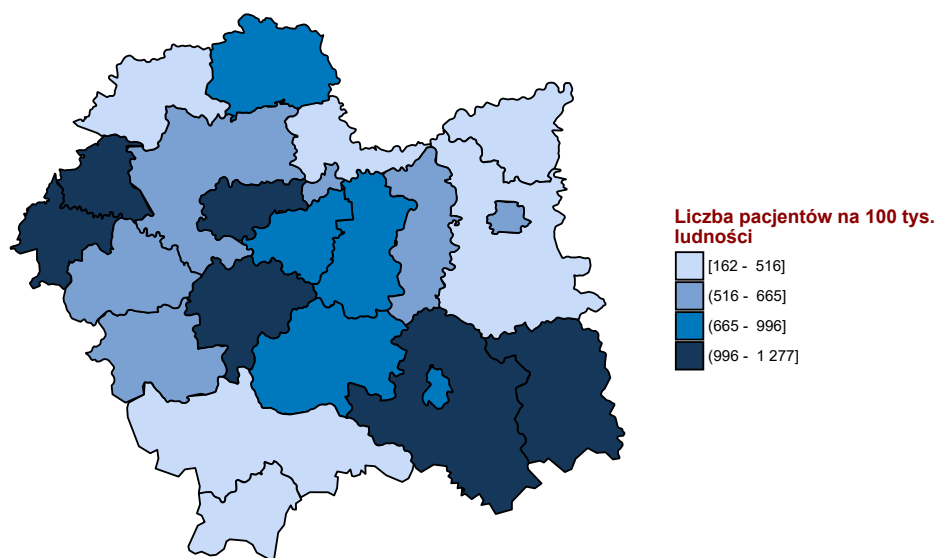 Liczba pacjentów na 100 tys.
ludności
[162 - 516]
(516 - 665]
(665 - 996]
(996 - 1 277]